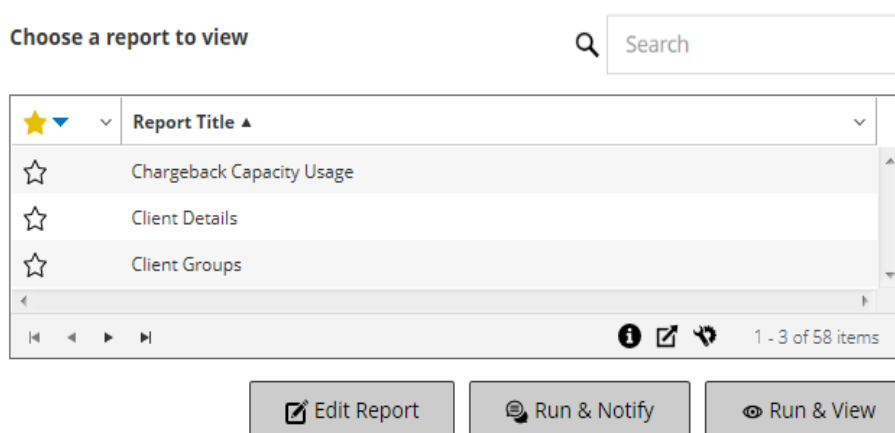 Choose a report to view
Search
Report Title
Chargeback Capacity Usage
Client Details
Client Groups
1 - 3 of 58 items
Edit Report
Run & Notify
Run & View